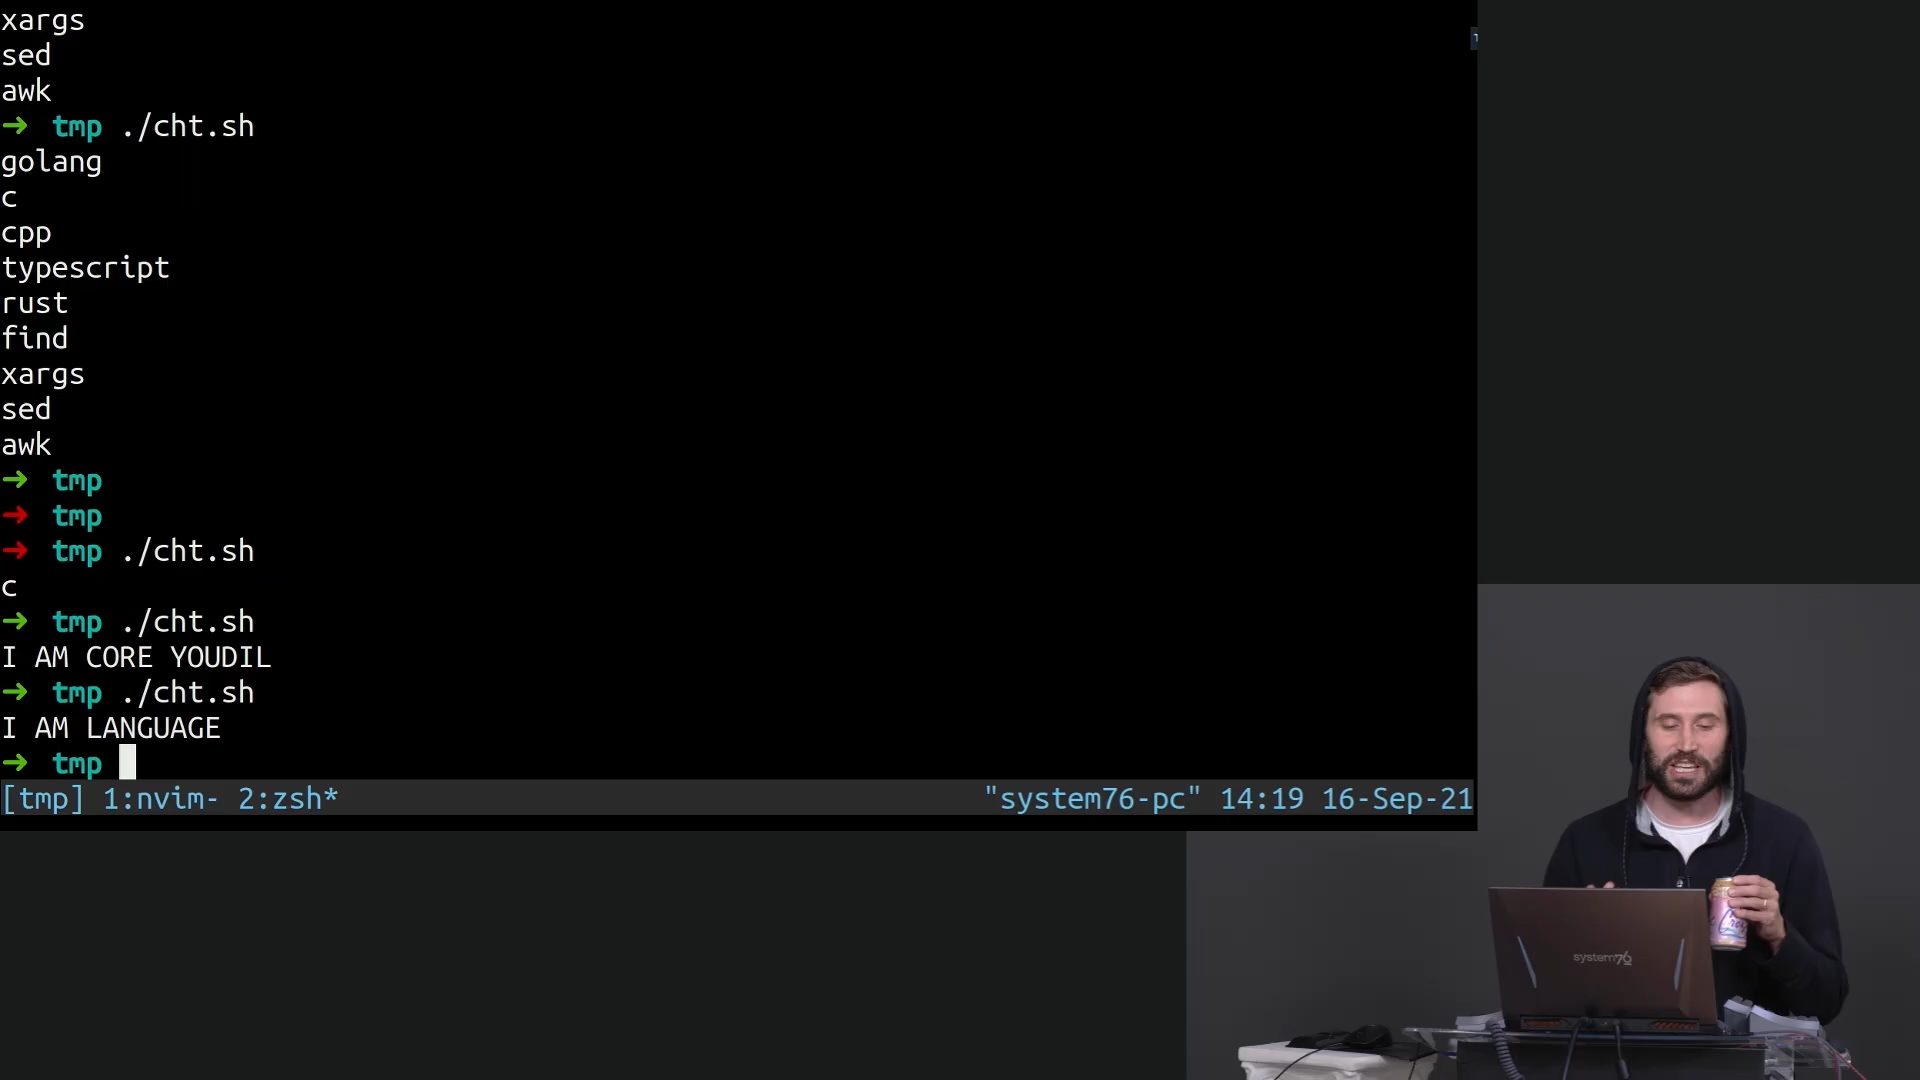 xargs
sed
awk
➜ tmp ./cht.sh
golang
c
cpp
typescript
rust
find
xargs
sed
awk
➜ tmp
➜ tmp
➜ tmp ./cht.sh
c
➜ tmp ./cht.sh
I AM CORE YOUDIL
➜ tmp ./cht.sh
I AM LANGUAGE
➜ tmp
[tmp] 1:nvim- 2:zsh* "system76-pc" 14:19 16-Sep-21
system76